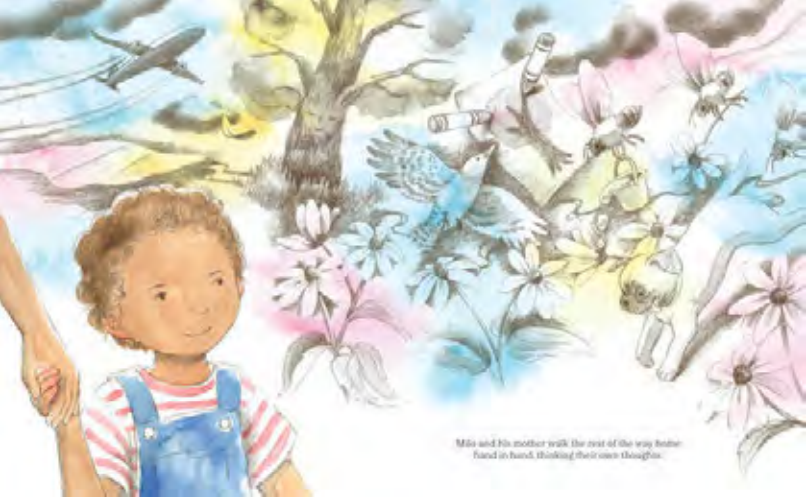 Milo and his mother walk the rest of the way home
hand in hand, thinking their own thoughts.